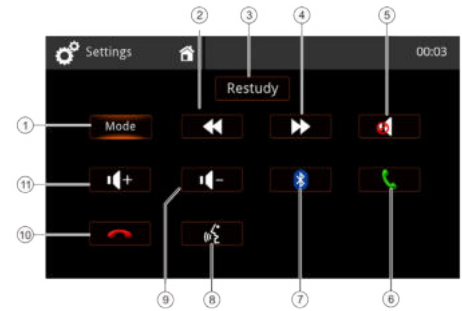 ② ③ ④ ⑤
Settings 00:03
Restudy
① Mode
⑪
⑩
⑨ ⑧ ⑦ ⑥